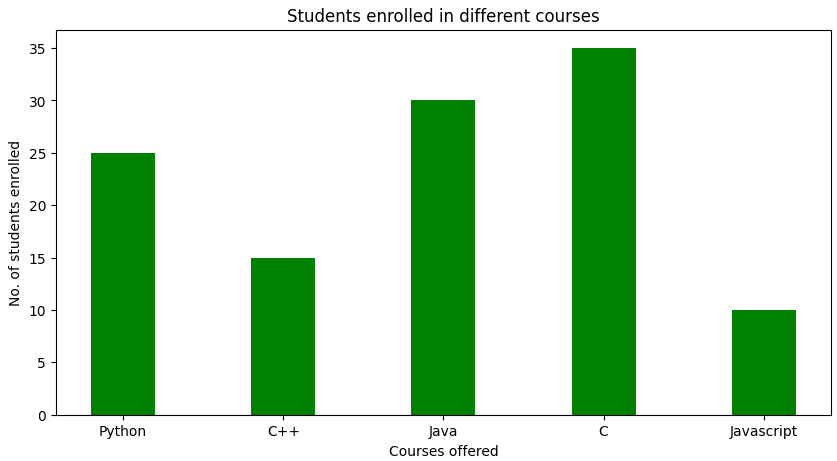 Students enrolled in different courses
No. of students enrolled
35
30
25
20
15
10
5
0
Python C++ Java C Javascript
Courses offered